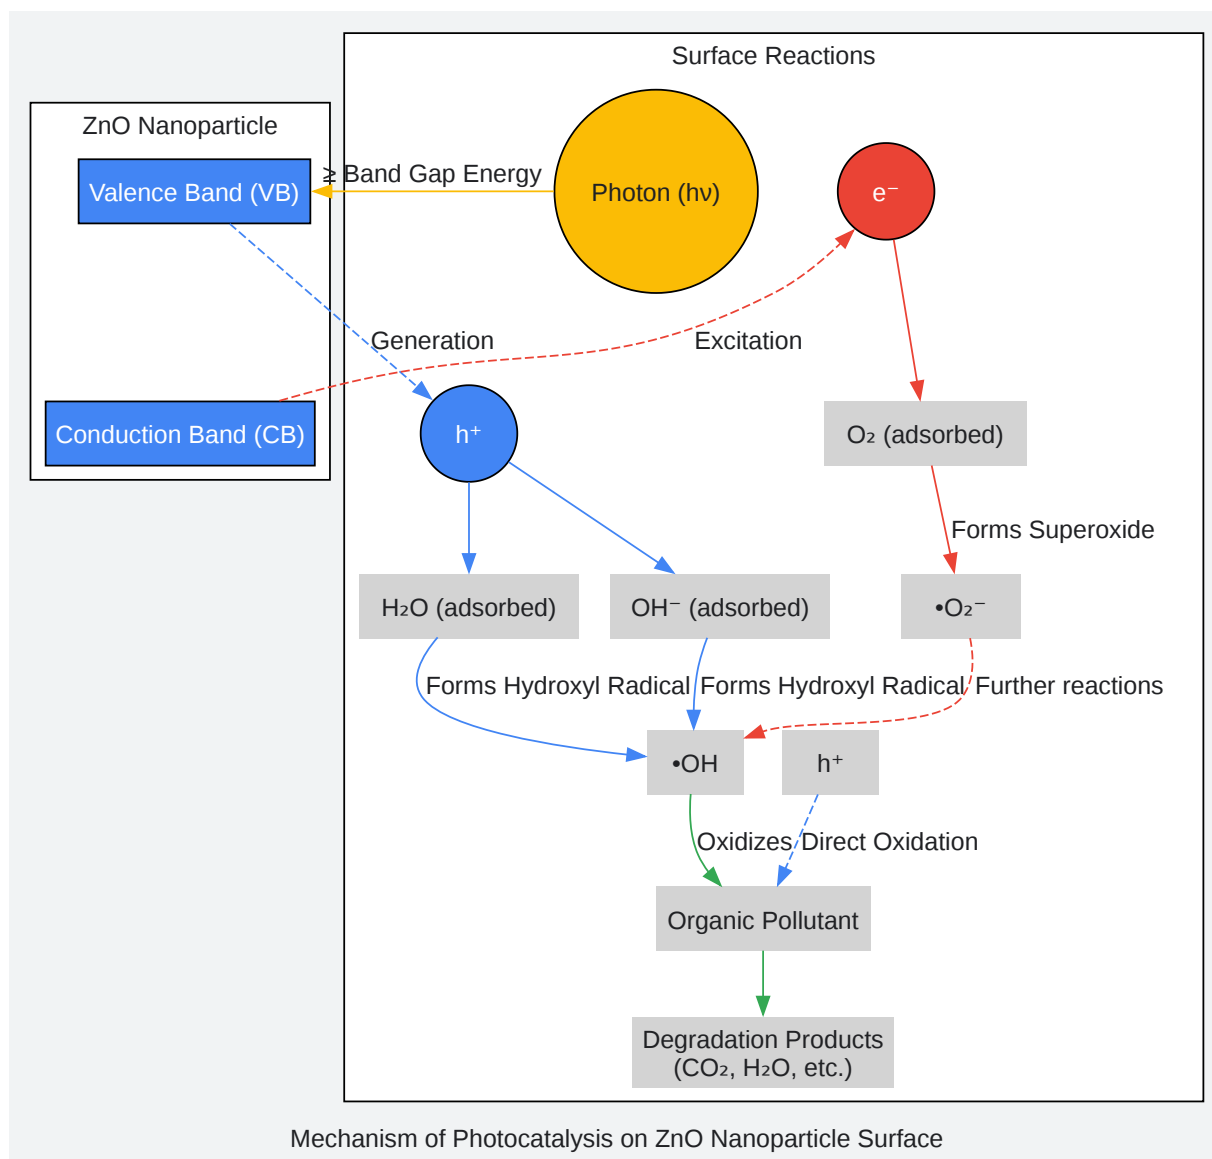 Surface Reactions
ZnO Nanoparticle
≥ Band Gap Energy
Valence Band (VB)
Photon (hν)
e⁻
Generation
Excitation
Conduction Band (CB)
h⁺
O₂ (adsorbed)
Forms Superoxide
H₂O (adsorbed)
OH⁻ (adsorbed)
•O₂⁻
Forms Hydroxyl Radical
Forms Hydroxyl Radical
Further reactions
•OH
h⁺
Oxidizes
Direct Oxidation
Organic Pollutant
Degradation Products
(CO₂, H₂O, etc.)
Mechanism of Photocatalysis on ZnO Nanoparticle Surface